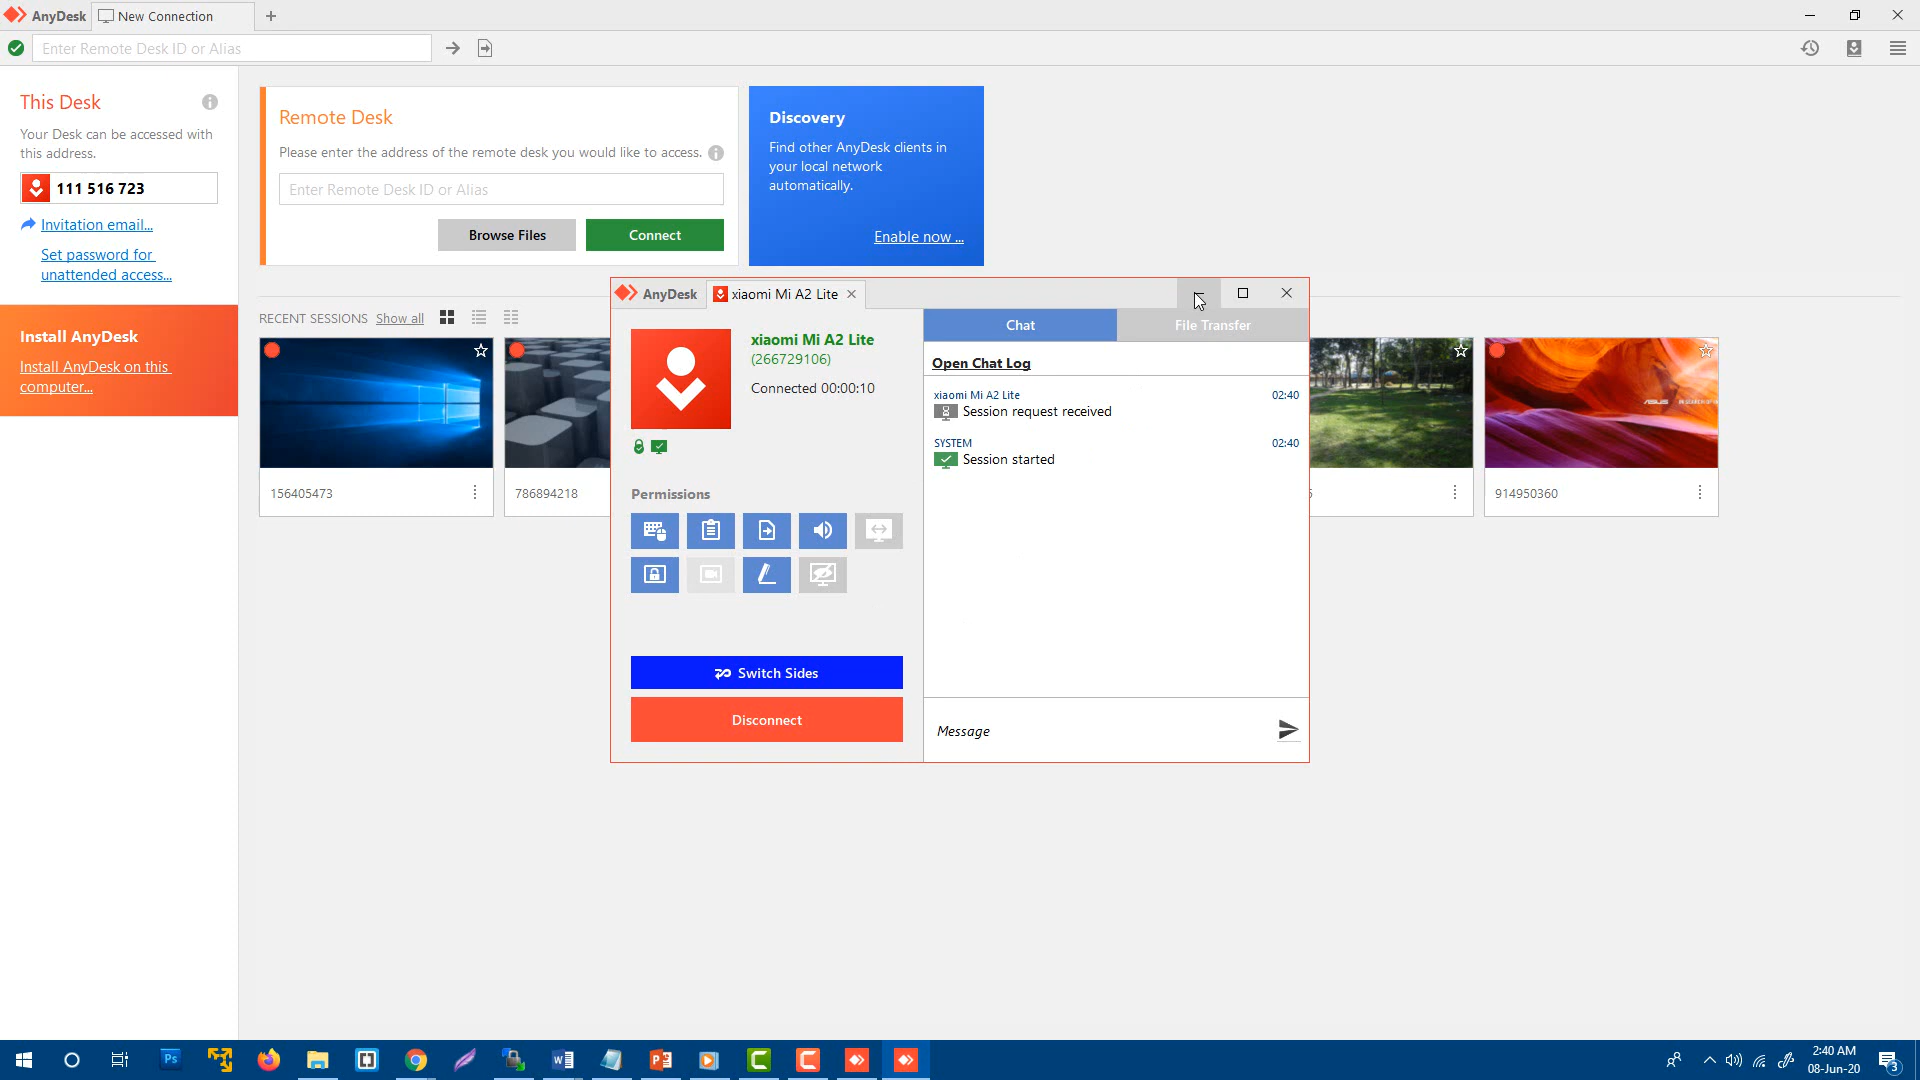 AnyDesk
New Connection
Enter Remote Desk ID or Alias
This Desk
Your Desk can be accessed with
this address.
111 516 723
Invitation email...
Set password for
unattended access...
Install AnyDesk
Install AnyDesk on this
computer...
Remote Desk
Please enter the address of the remote desk you would like to access.
Enter Remote Desk ID or Alias
Browse Files
Connect
Discovery
Find other AnyDesk clients in
your local network
automatically.
Enable now ...
RECENT SESSIONS Show all
156405473
786894218
914950360
AnyDesk
xiaomi Mi A2 Lite
xiaomi Mi A2 Lite
(266729106)
Connected 00:00:10
Permissions
Switch Sides
Disconnect
Chat
File Transfer
Open Chat Log
xiaomi Mi A2 Lite 02:40
Session request received
SYSTEM 02:40
Session started
Message
Ps
2:40 AM
08-Jun-20
3